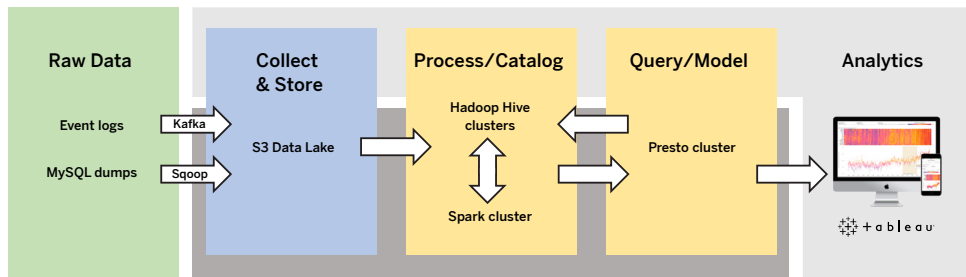 Raw Data
Event logs
MySQL dumps
Kafka
Sqoop
Collect
& Store
S3 Data Lake
Process/Catalog
Hadoop Hive
clusters
Spark cluster
Query/Model
Presto cluster
Analytics
+ a b l e a u